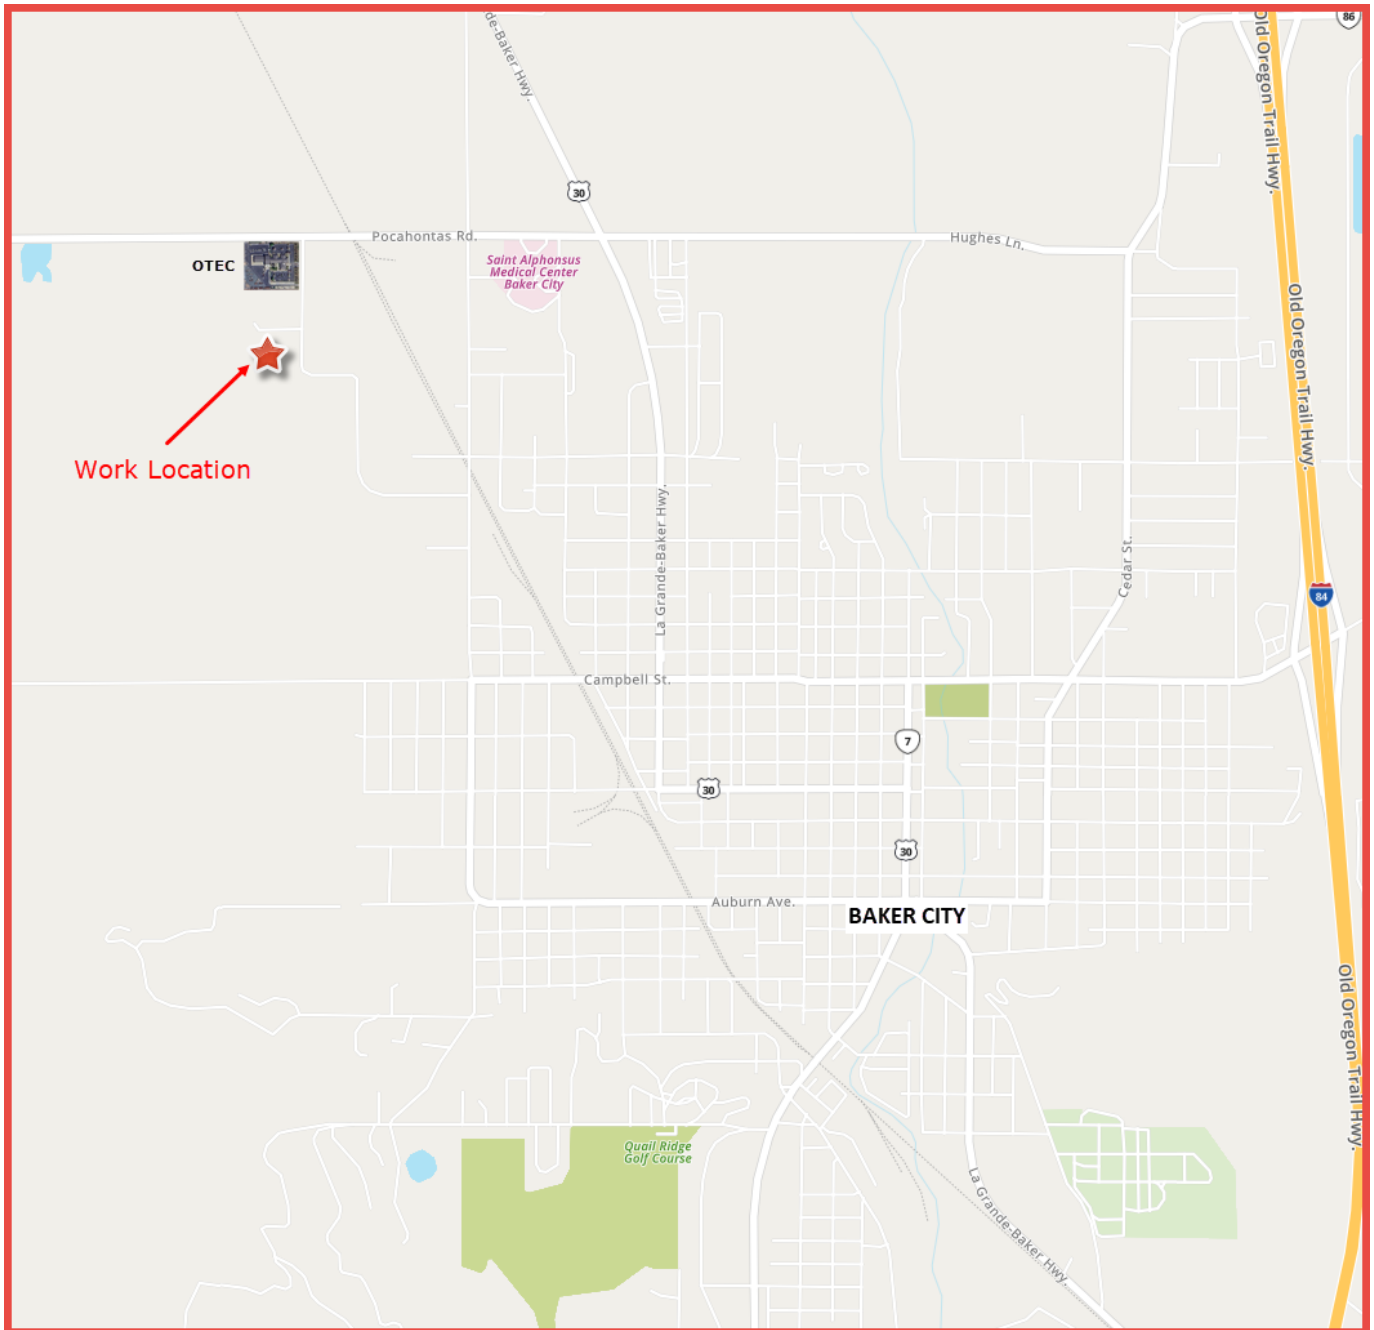 86
de-Baker Hwy.
Old Oregon Trail Hwy.
30
Pocahontas Rd.
Hughes Ln.
OTEC
Saint Alphonsus
Medical Center
Baker City
Old Oregon Trail Hwy.
Work Location
La Grande-Baker Hwy.
Cedar St.
84
Campbell St.
7
30
30
Auburn Ave.
BAKER CITY
Old Oregon Trail Hwy.
Quail Ridge
Golf Course
La Grande-Baker Hwy.